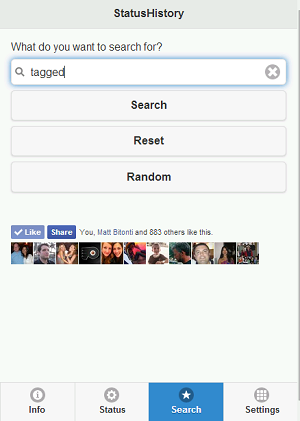 StatusHistory
What do you want to search for?
tagged
Search
Reset
Random
Like Share You, Matt Bitonti and 883 others like this.
Info Status Search Settings